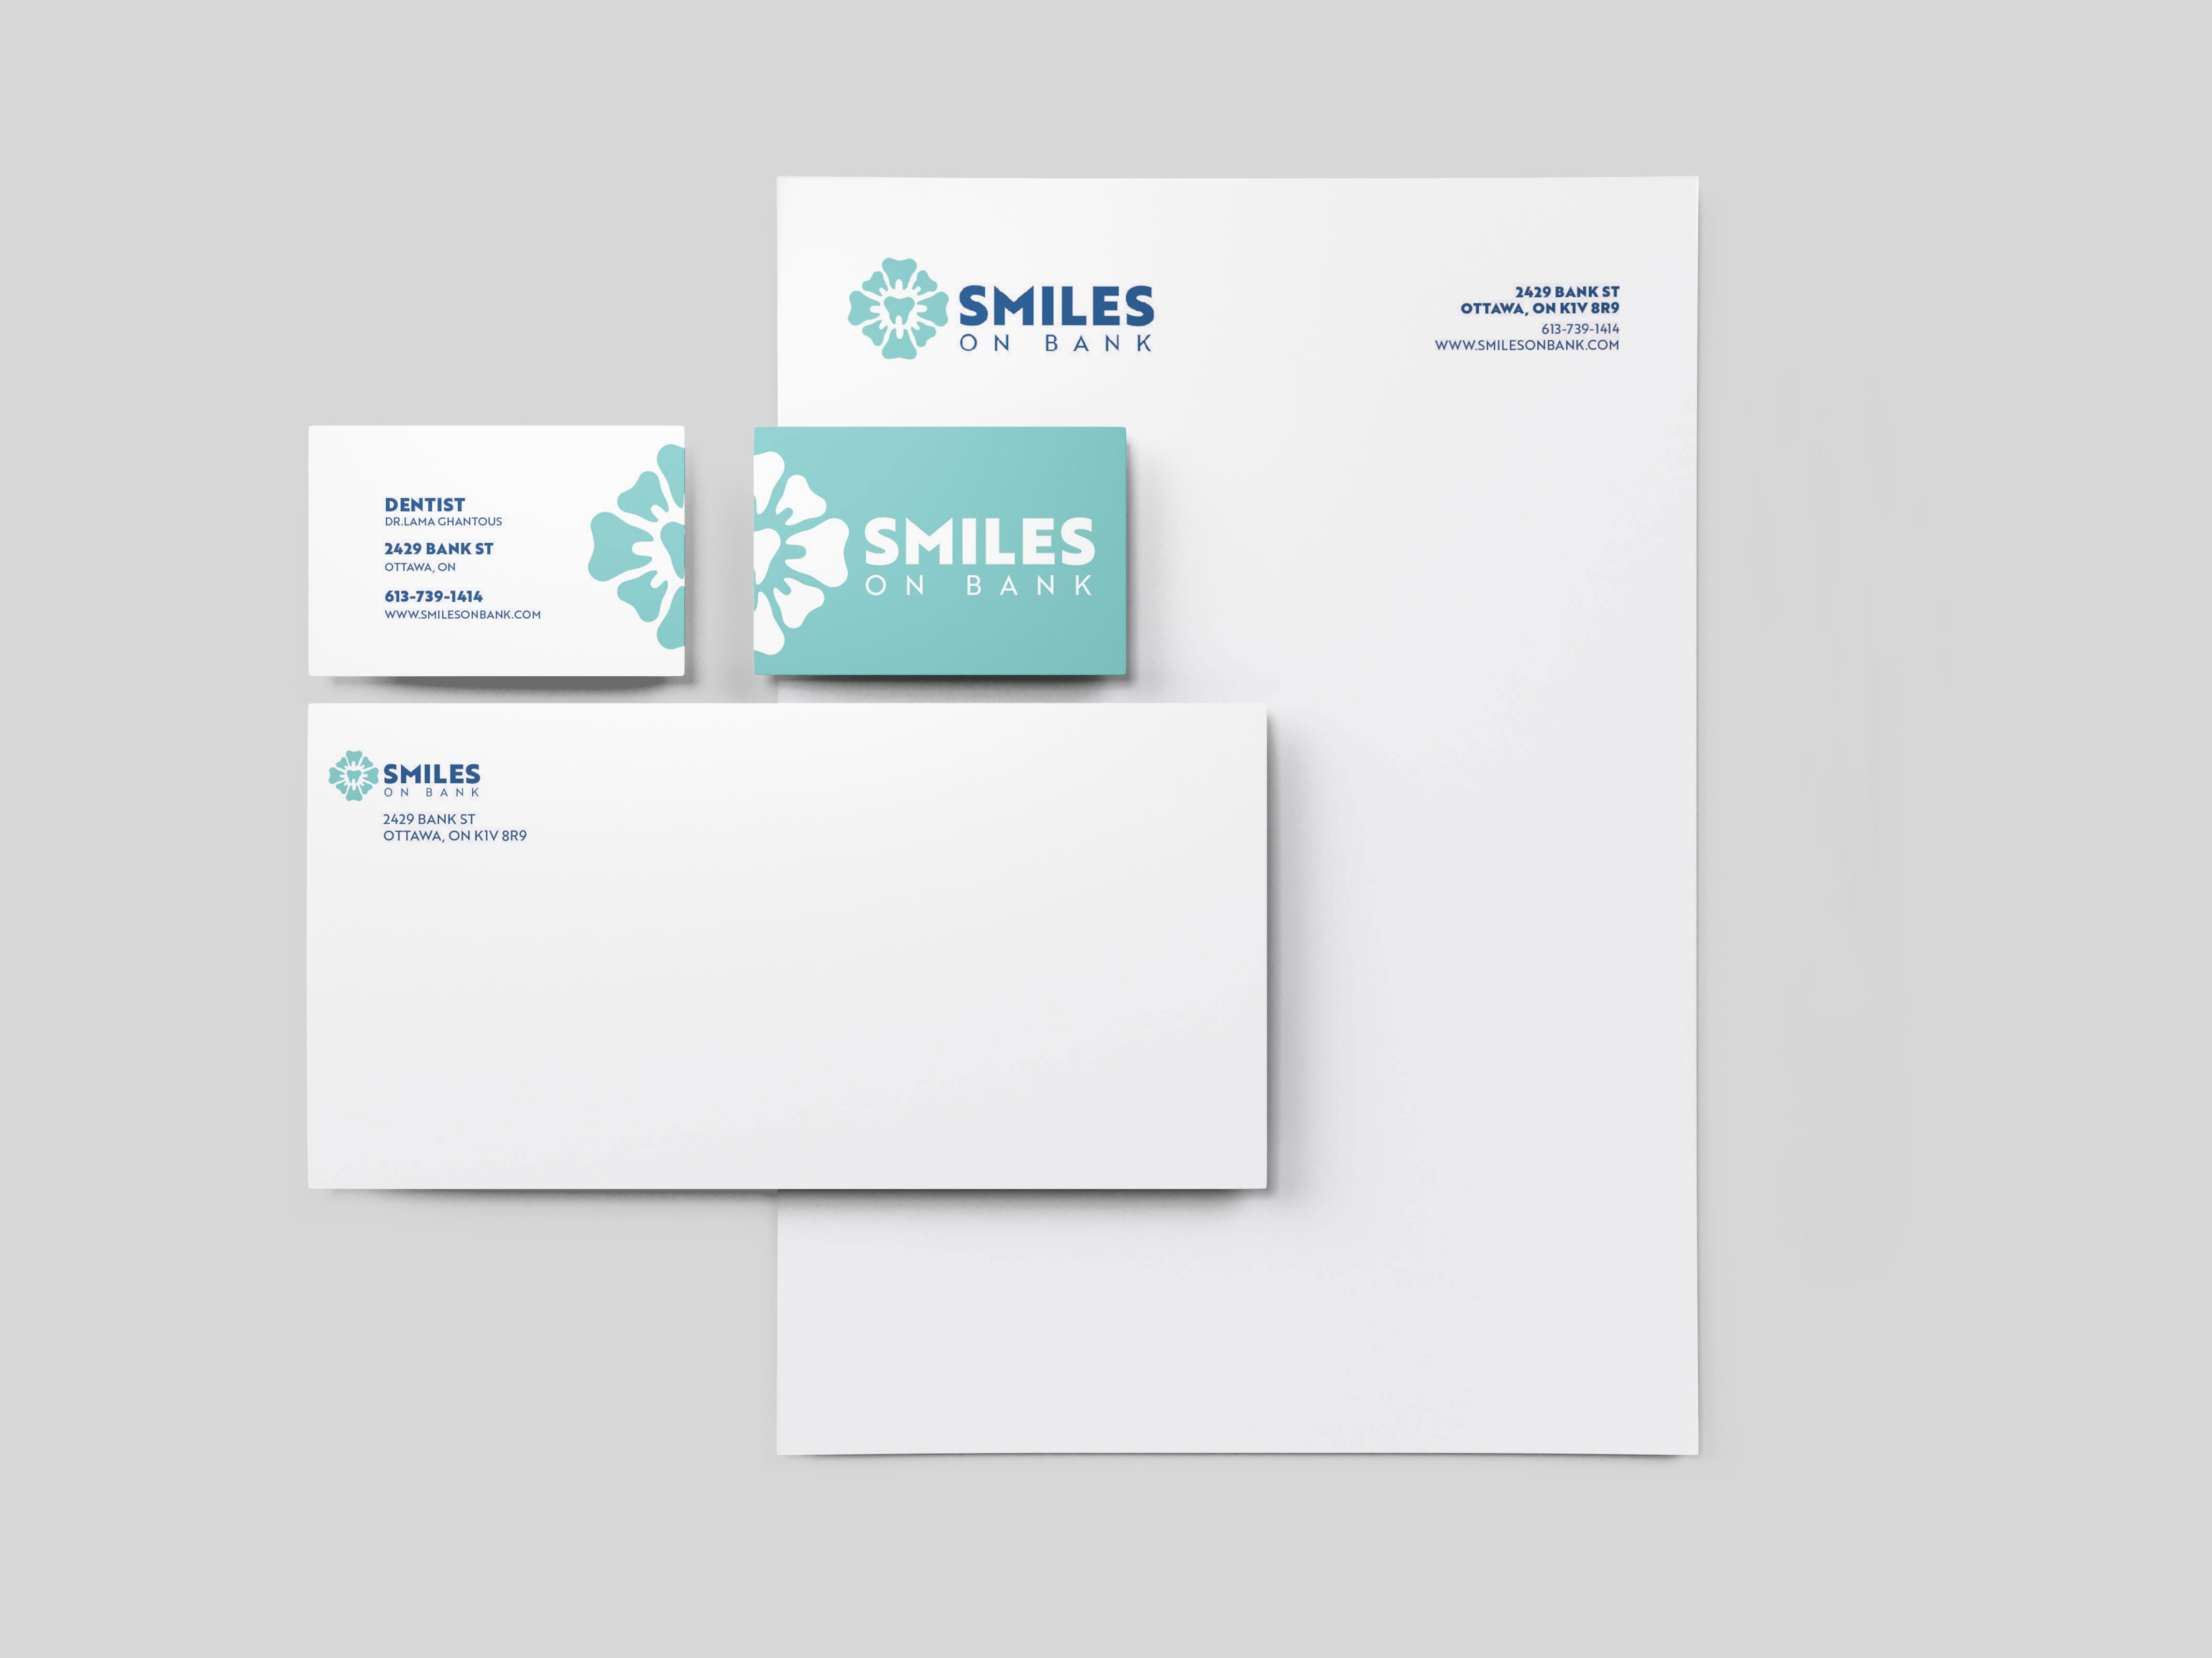 SMILES
ON BANK
2429 BANK ST
OTTAWA, ON K1V 8R9
613-739-1414
WWW.SMILESONBANK.COM
DENTIST
DR.LAMA GHANTOUS
2429 BANK ST
OTTAWA, ON
613-739-1414
WWW.SMILESONBANK.COM
SMILES
ON BANK
SMILES
ON BANK
2429 BANK ST
OTTAWA, ON K1V 8R9